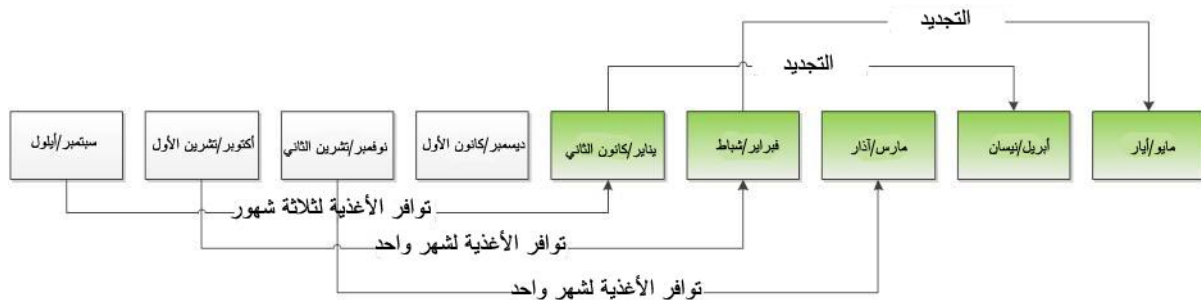 التجديد
التجديد
سبتمبر/أيلول
أكتوبر/تشرين الأول
نوفمبر/تشرين الثاني
ديسمبر/كانون الأول
يناير/كانون الثاني
فبراير/شباط
مارس/آذار
أبريل/نيسان
مايو/أيار
توافر الأغذية لثلاثة شهور
توافر الأغذية لشهر واحد
توافر الأغذية لشهر واحد